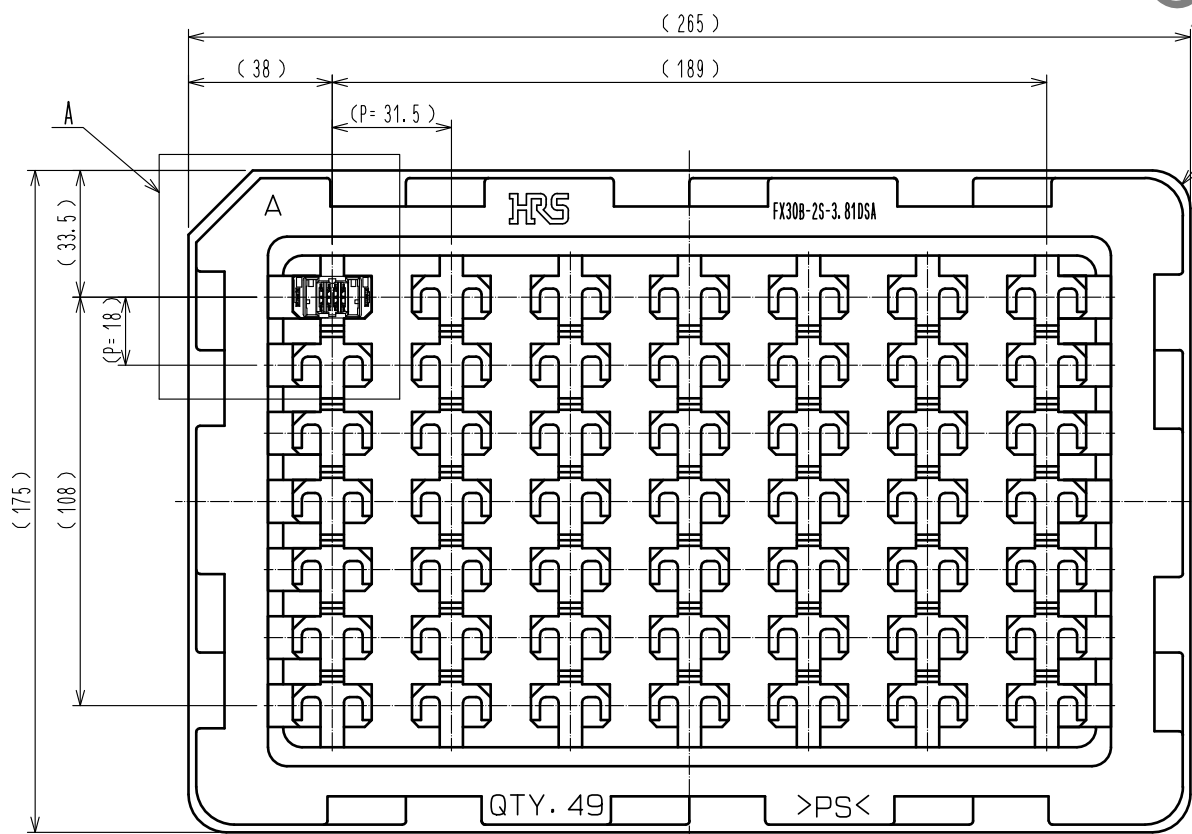 ( 265 )
( 38 )
( 189 )
(P= 31.5 )
A
A
HRS
FX30B-2S-3. 81DSA
( 33.5 )
(P= 18 )
( 175 )
( 108 )
QTY. 49
>PS<